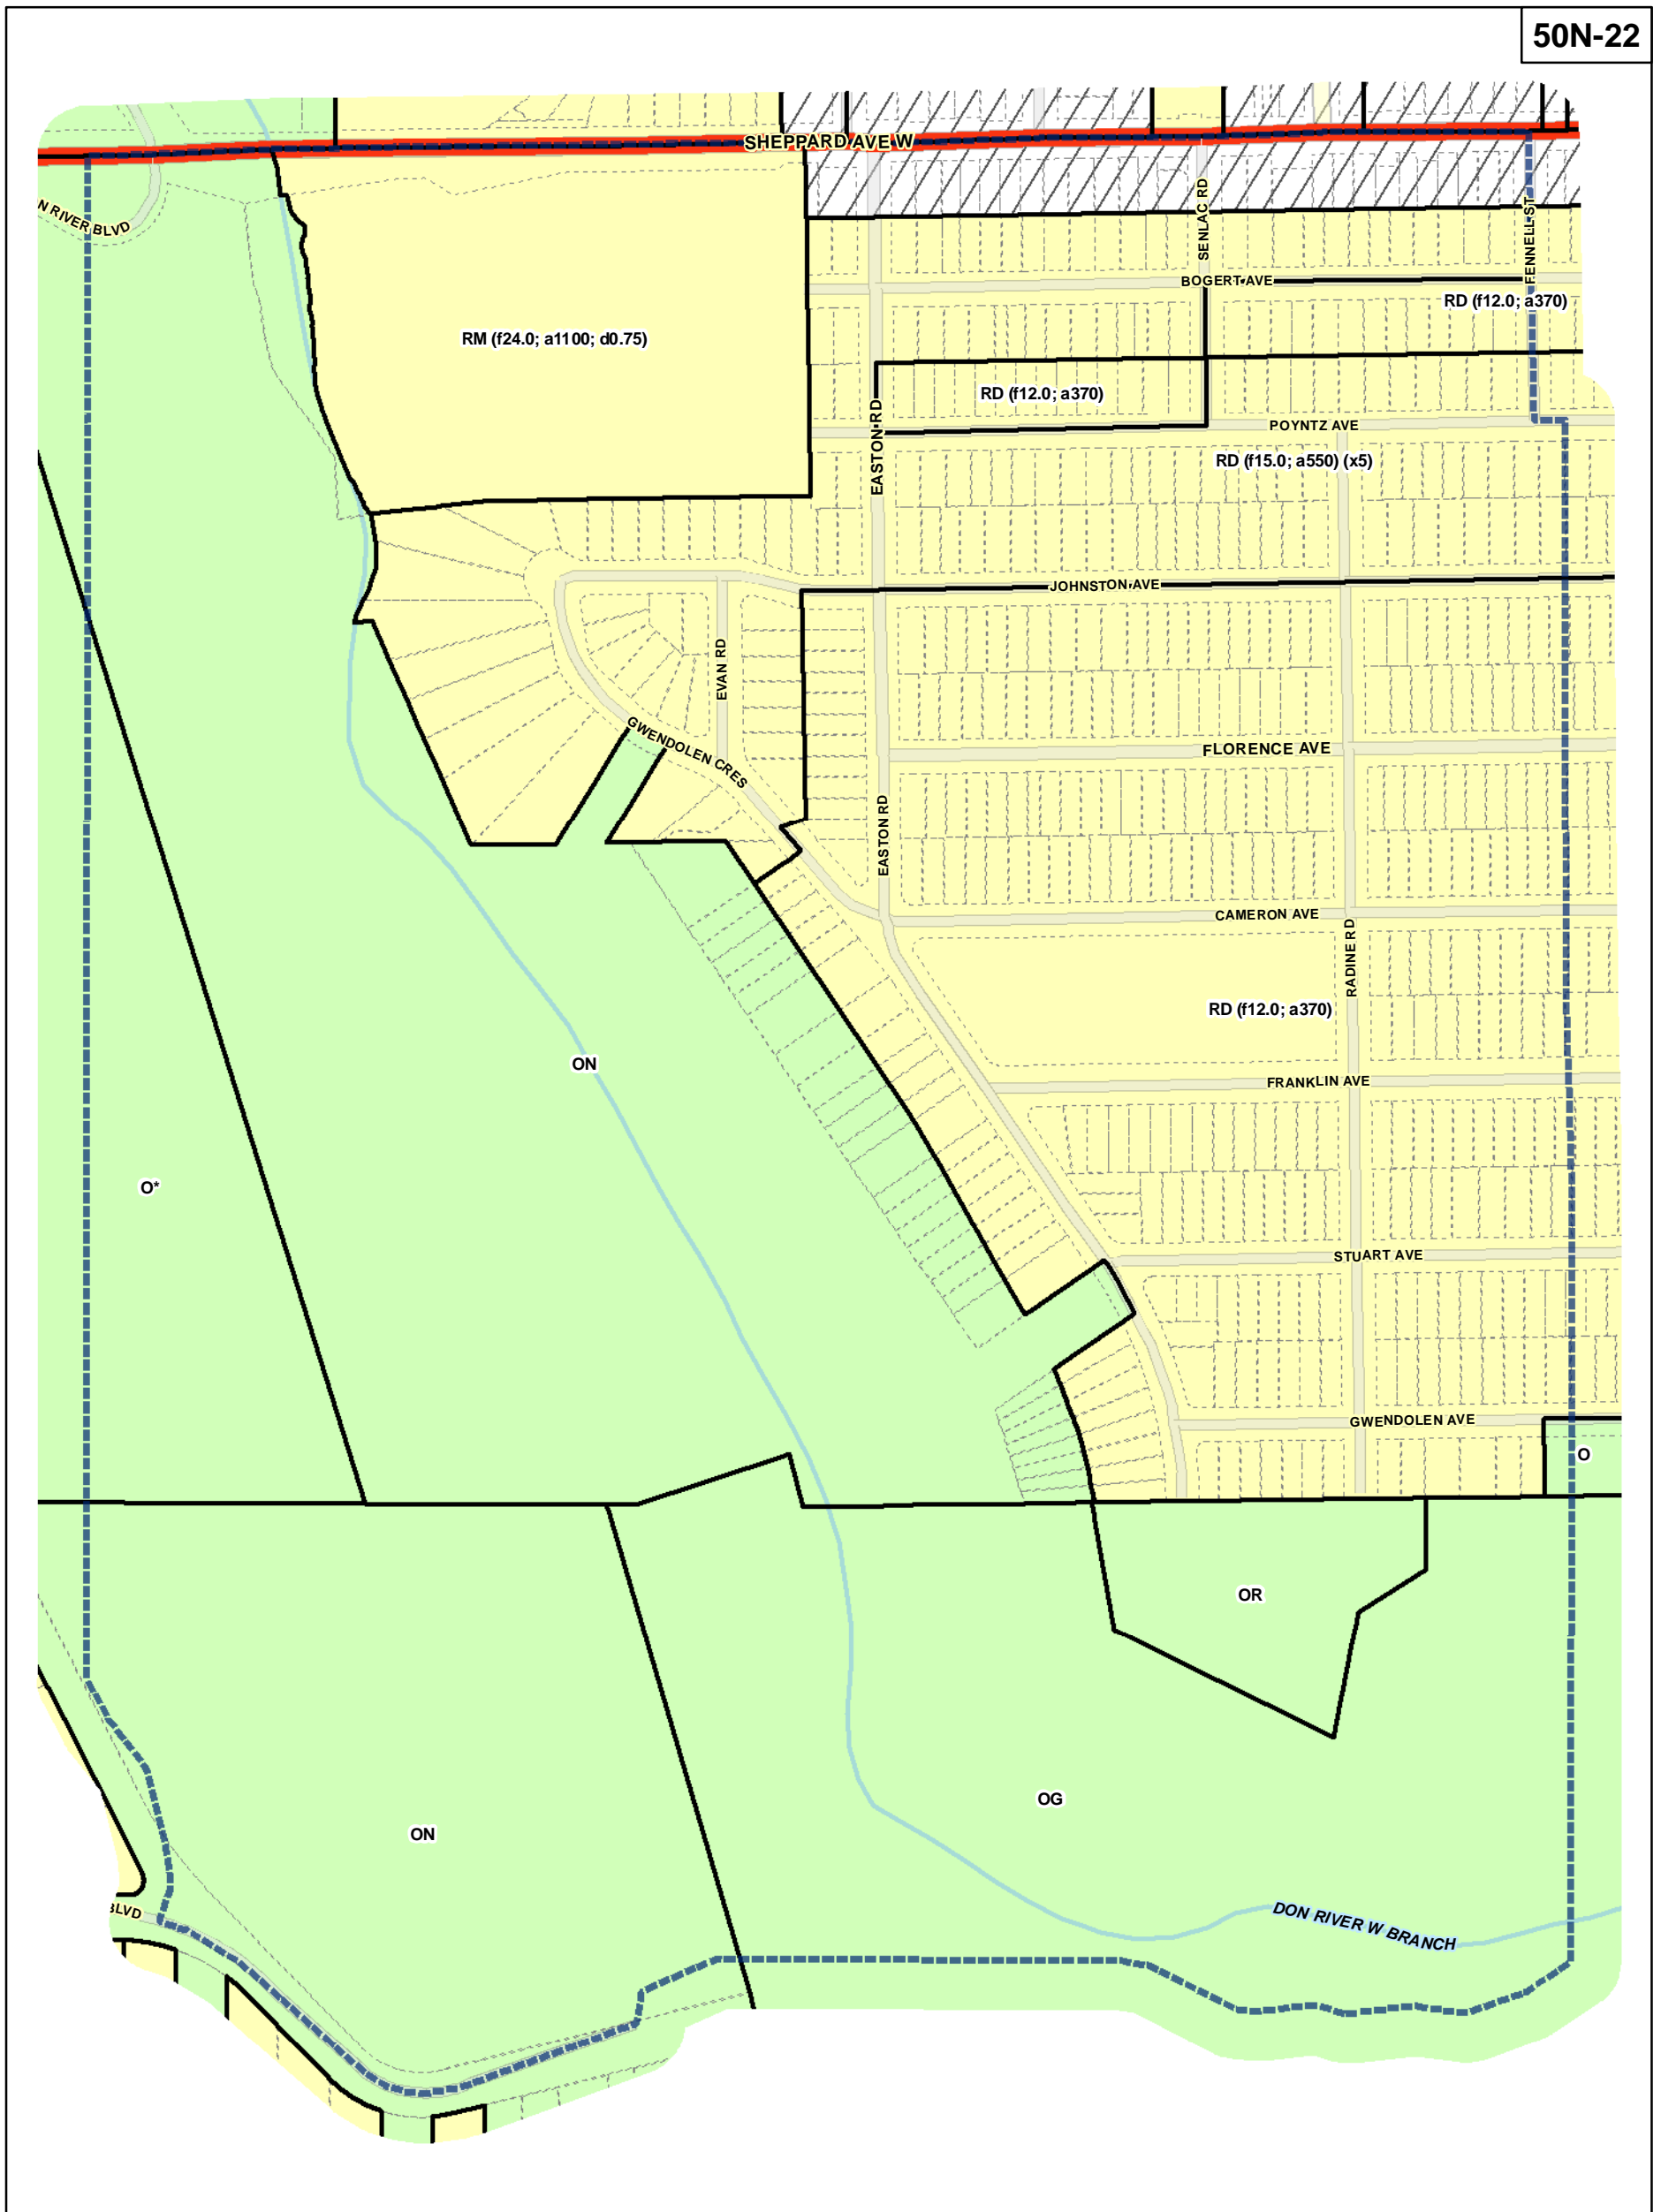 50N-22
SHEPPARD AVE W
N RIVER BLVD
SENLAC RD
FENNELL ST
BOGERT AVE
RD (f12.0; a370)
RM (f24.0; a1100; d0.75)
RD (f12.0; a370)
EASTON RD
POYNTZ AVE
RD (f15.0; a550) (x5)
JOHNSTON AVE
EVAN RD
GWENDOLEN CRES
FLORENCE AVE
EASTON RD
CAMERON AVE
RADINE RD
RD (f12.0; a370)
ON
FRANKLIN AVE
O*
STUART AVE
GWENDOLEN AVE
O
OR
OG
ON
BLVD
DON RIVER W BRANCH